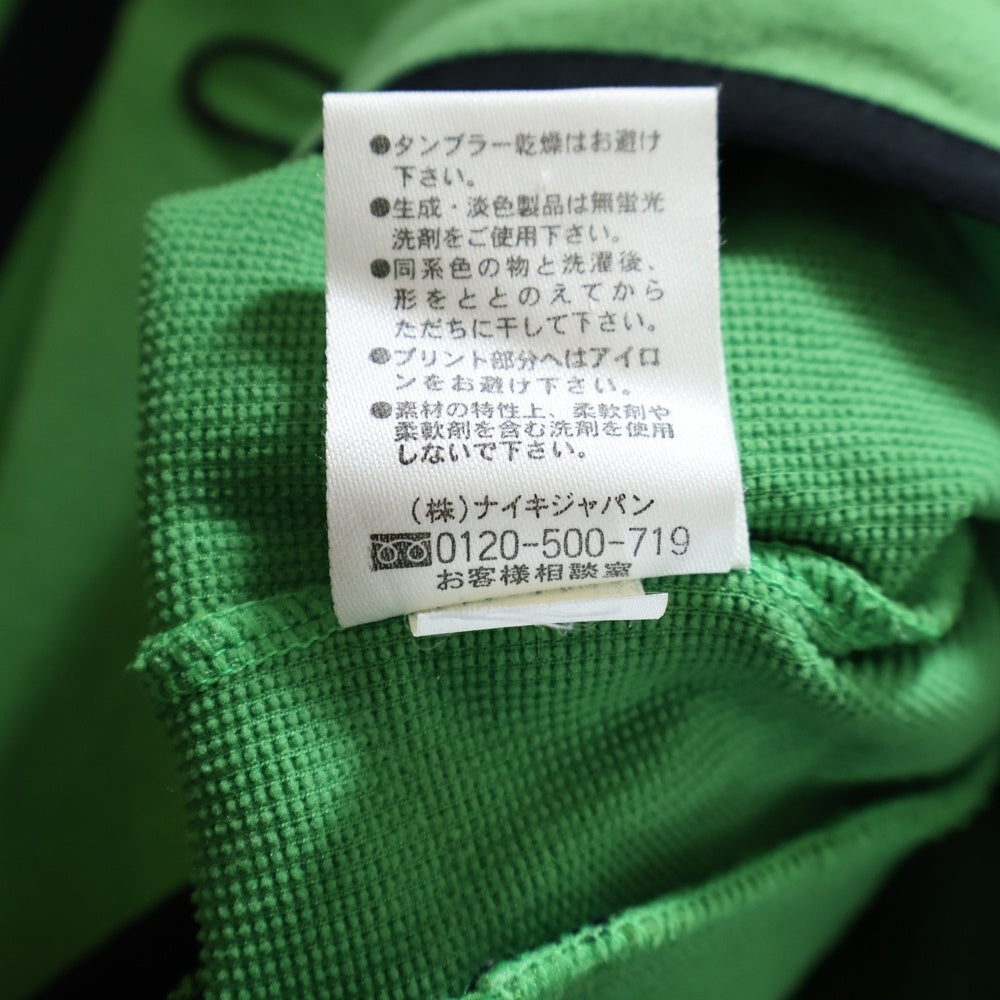 ●タンブラー乾燥はお避け
下さい。
●生成・淡色製品は無蛍光
洗剤をご使用下さい。
●同系色の物と洗濯後、
形をととのえてから
ただちに干して下さい。
●プリント部分へはアイロ
ンをお避け下さい。
●素材の特性上、柔軟剤や
柔軟剤を含む洗剤を使用
しないで下さい。
(株)ナイキジャパン
0120-500-719
お客様相談室